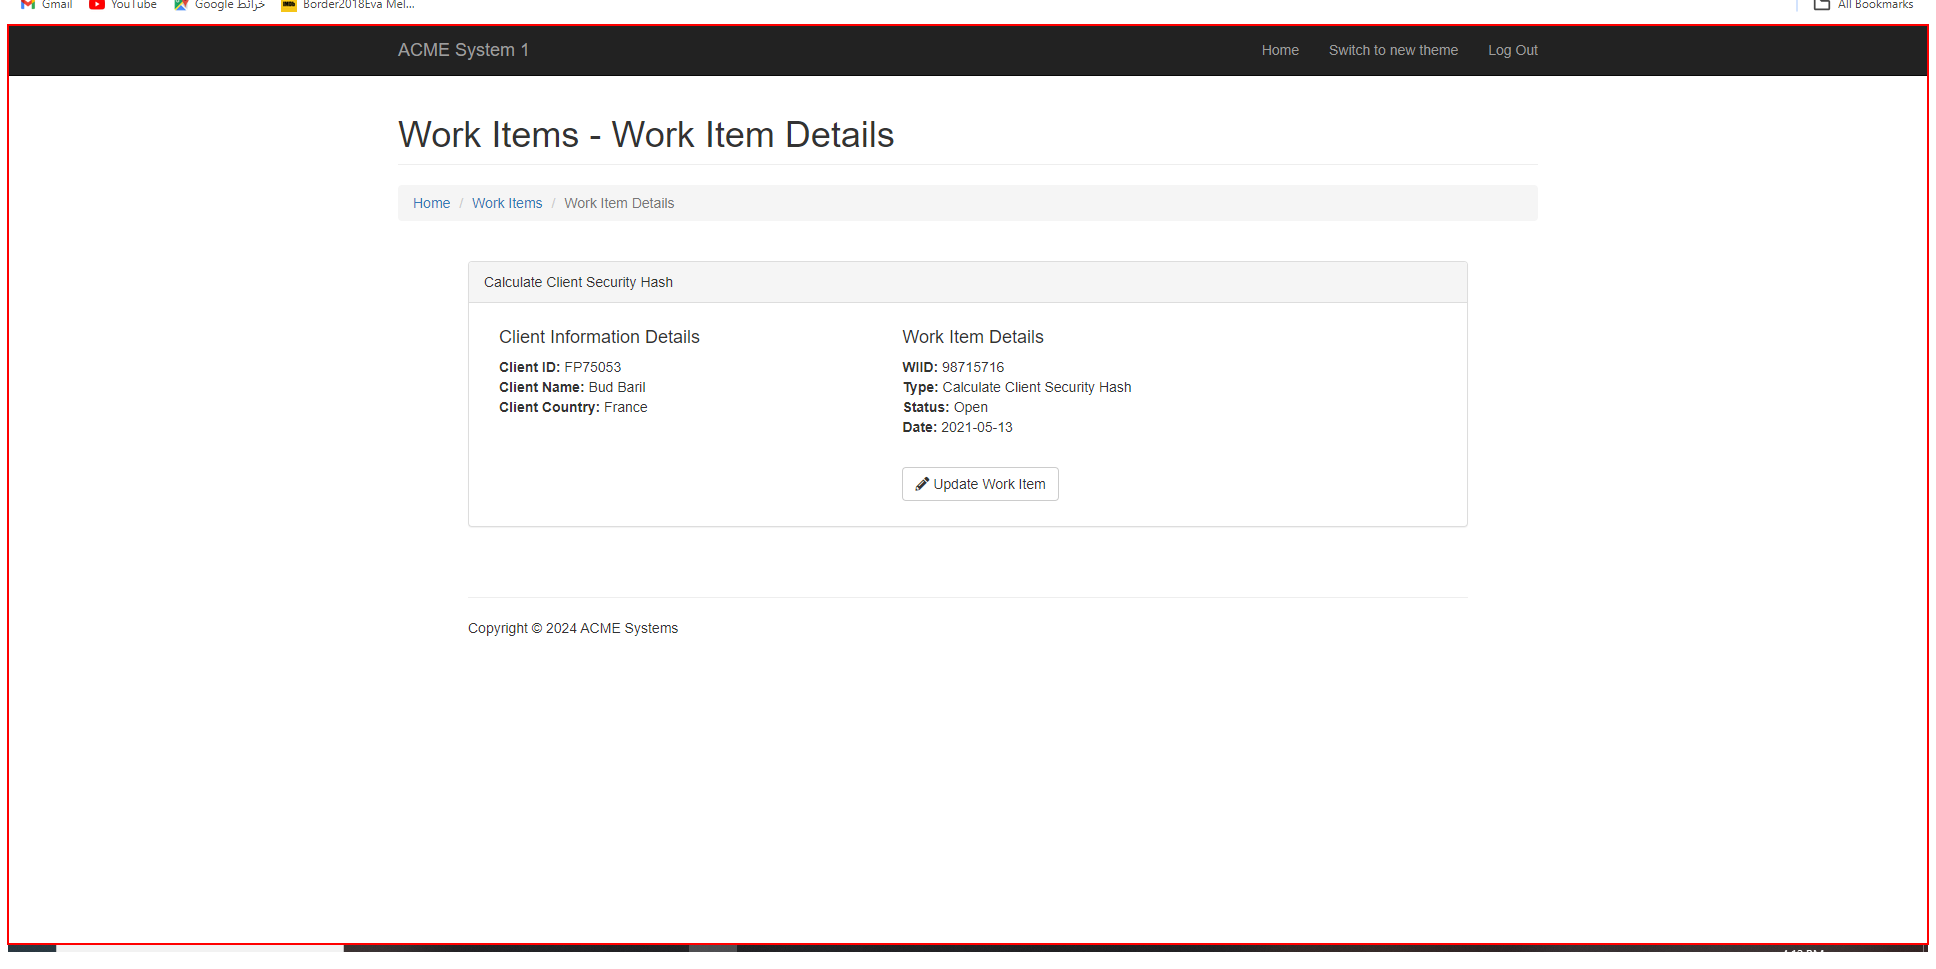 Gmail YouTube خرائط Google Border2018Eva Mel... All Bookmarks
ACME System 1 Home Switch to new theme Log Out
Work Items - Work Item Details
Home / Work Items / Work Item Details
Calculate Client Security Hash
Client Information Details
Client ID: FP75053
Client Name: Bud Baril
Client Country: France
Work Item Details
WIID: 98715716
Type: Calculate Client Security Hash
Status: Open
Date: 2021-05-13
Update Work Item
Copyright © 2024 ACME Systems